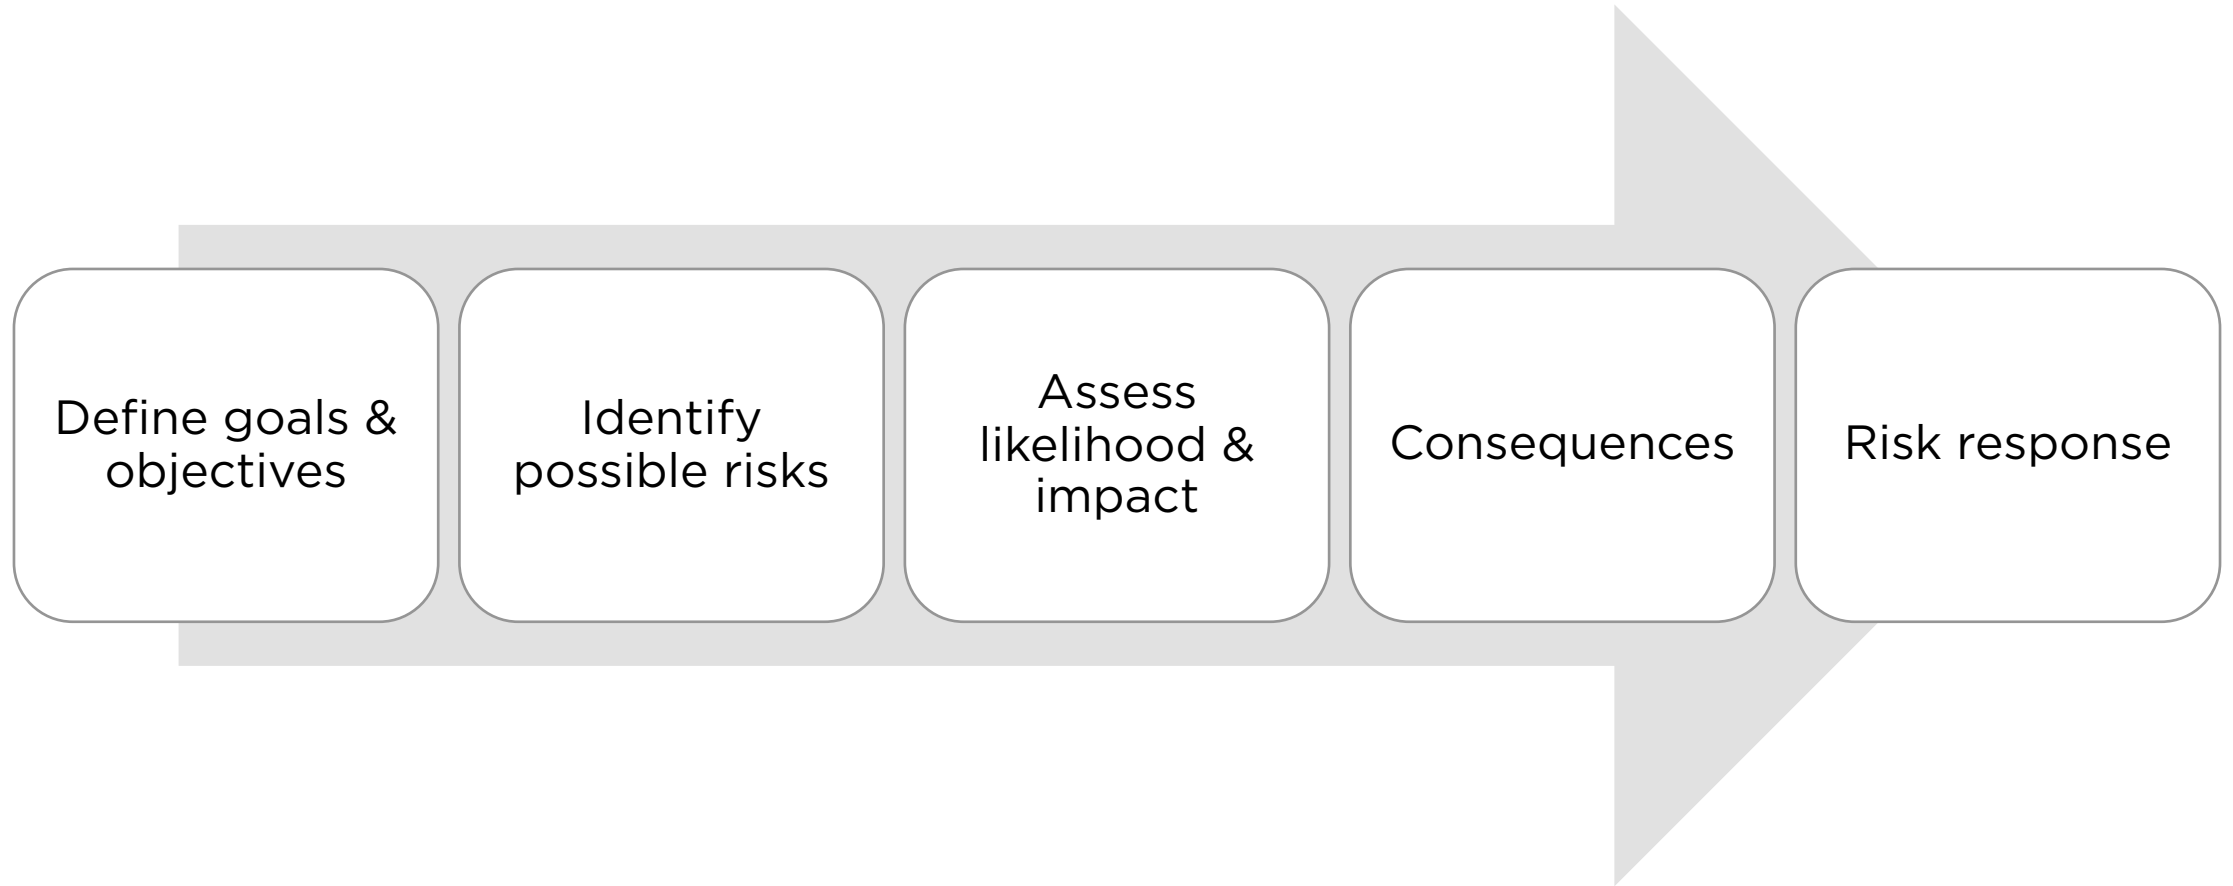 Define goals &
objectives
Identify
possible risks
Assess
likelihood &
impact
Consequences
Risk response